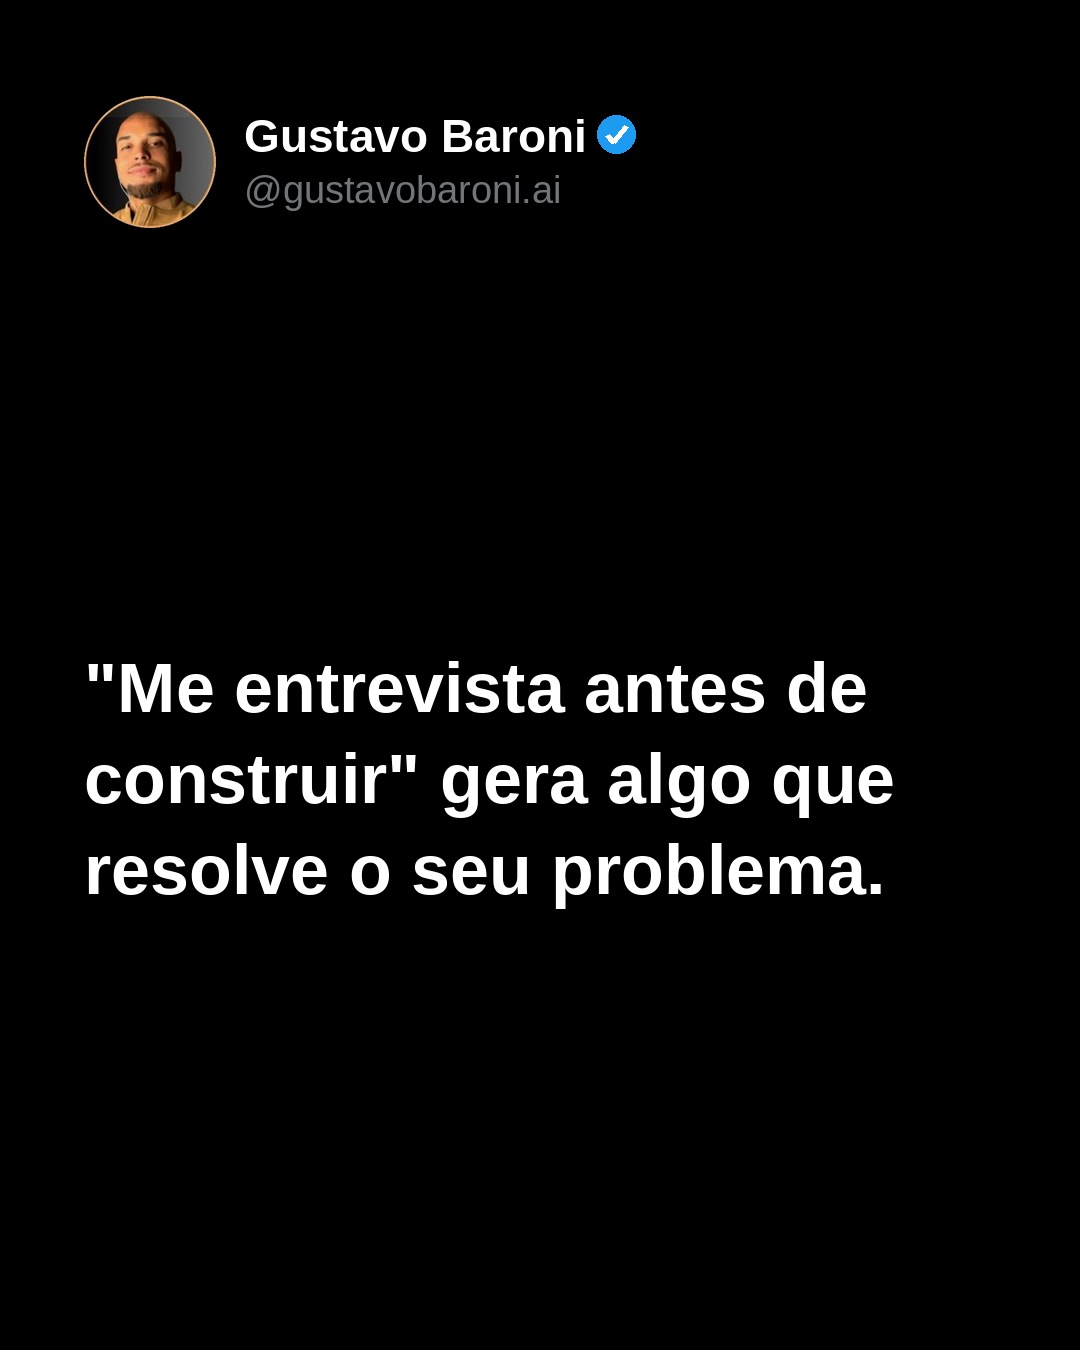 Gustavo Baroni
@gustavobaroni.ai
"Me entrevista antes de
construir" gera algo que
resolve o seu problema.